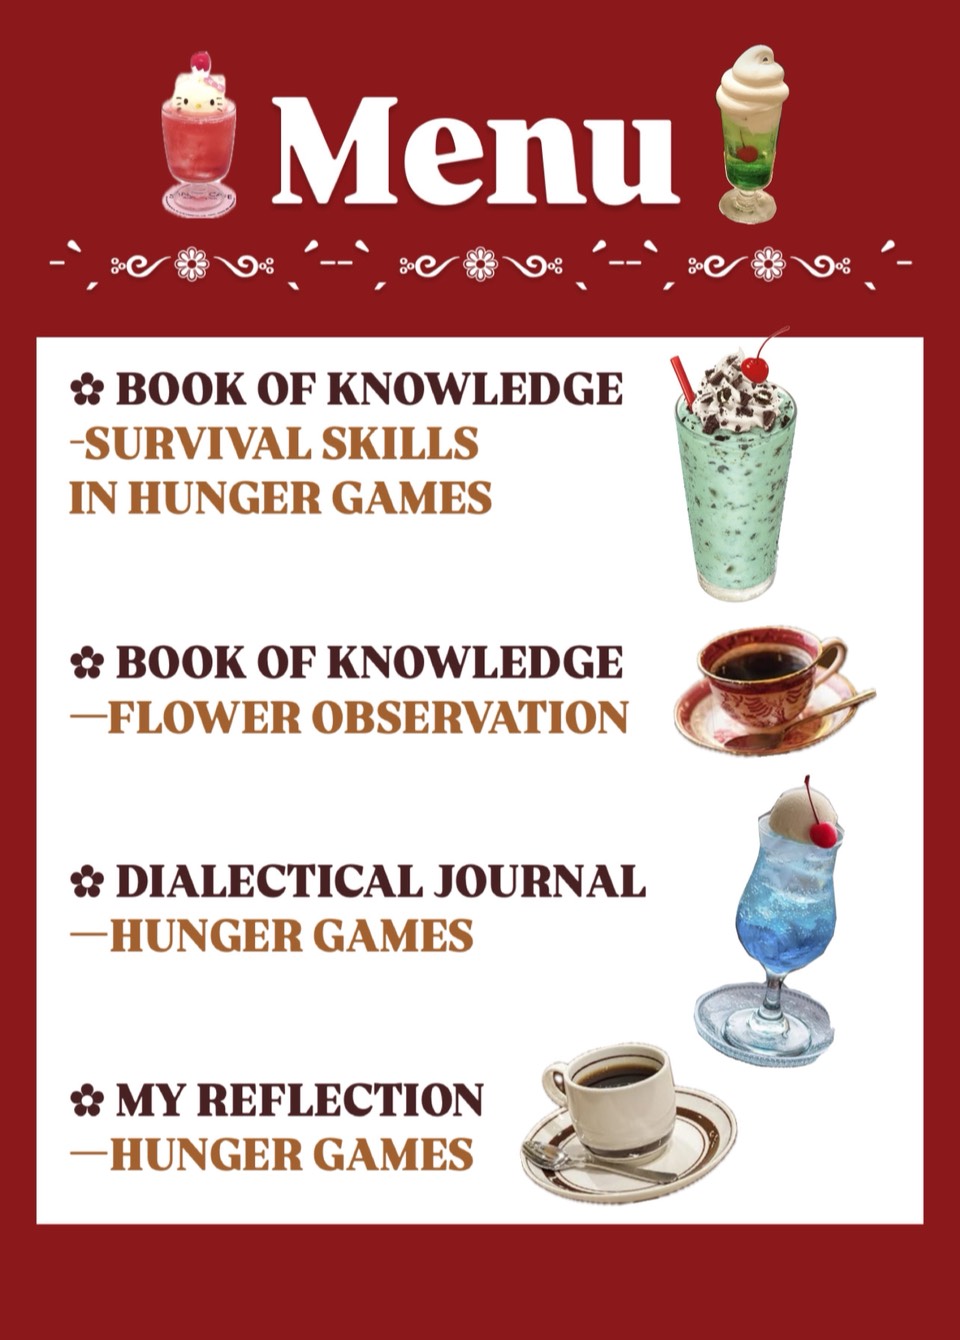 Menu
✿ BOOK OF KNOWLEDGE
-SURVIVAL SKILLS
IN HUNGER GAMES
✿ BOOK OF KNOWLEDGE
—FLOWER OBSERVATION
✿ DIALECTICAL JOURNAL
—HUNGER GAMES
✿ MY REFLECTION
—HUNGER GAMES